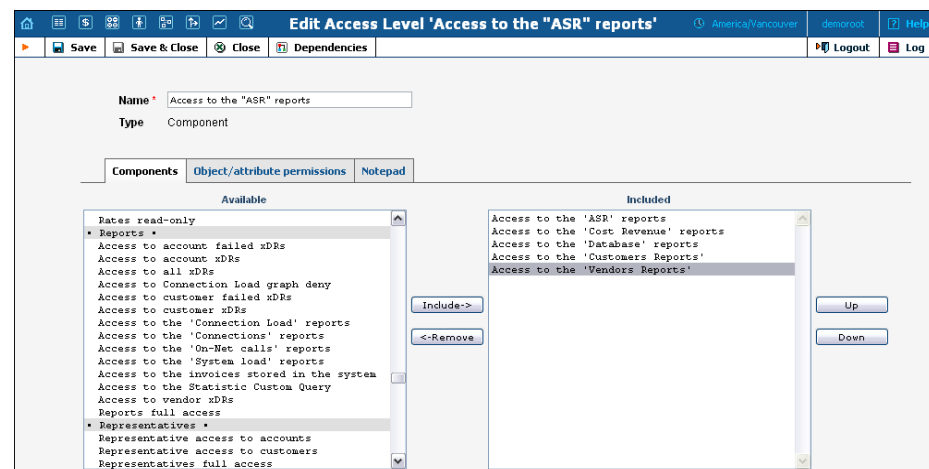 Edit Access Level 'Access to the "ASR" reports'
America/Vancouver
demoroot
Help
Save
Save & Close
Close
Dependencies
Logout
Log
Name *
Access to the "ASR" reports
Type
Component
Components
Object/attribute permissions
Notepad
Available
Rates read-only
• Reports •
Access to account failed xDRs
Access to account xDRs
Access to all xDRs
Access to Connection Load graph deny
Access to customer failed xDRs
Access to customer xDRs
Access to the 'Connection Load' reports
Access to the 'Connections' reports
Access to the 'On-Net calls' reports
Access to the 'System load' reports
Access to the invoices stored in the system
Access to the Statistic Custom Query
Access to vendor xDRs
Reports full access
• Representatives •
Representative access to accounts
Representative access to customers
Representatives full access
Include->
<-Remove
Included
Access to the 'ASR' reports
Access to the 'Cost Revenue' reports
Access to the 'Database' reports
Access to the 'Customers Reports'
Access to the 'Vendors Reports'
Up
Down